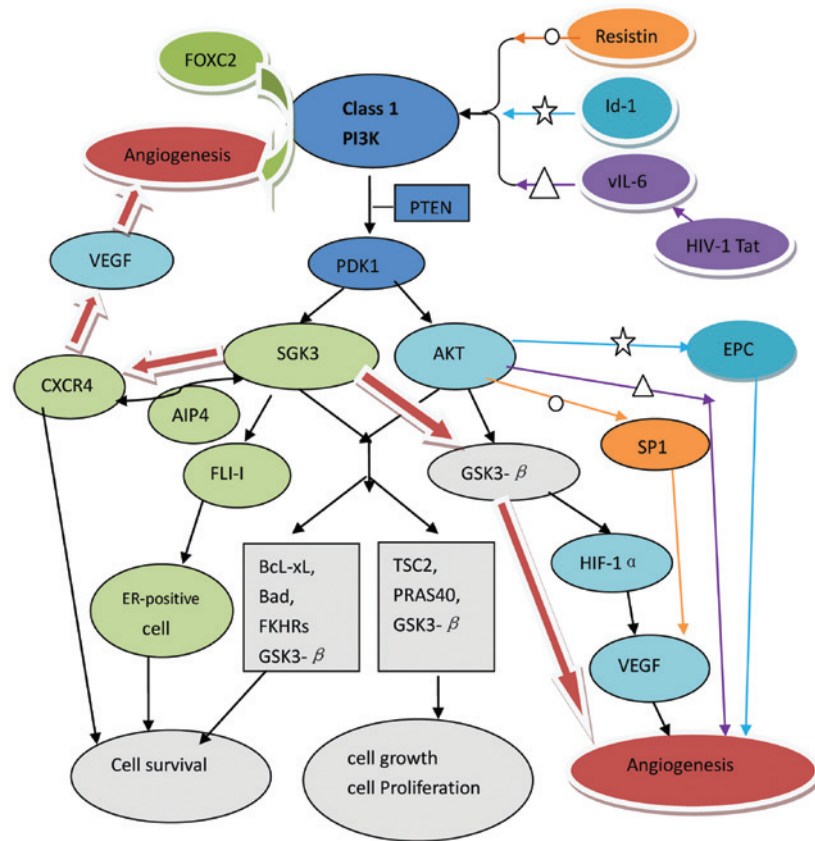 FOXC2
Resistin
Class 1
PI3K
Id-1
Angiogenesis
vIL-6
PTEN
HIV-1 Tat
VEGF
PDK1
SGK3
AKT
EPC
CXCR4
AIP4
SP1
FLI-I
GSK3- β
HIF-1 α
BcL-xL,
Bad,
FKHRs
GSK3- β
TSC2,
PRAS40,
GSK3- β
ER-positive
cell
VEGF
Cell survival
cell growth
cell Proliferation
Angiogenesis